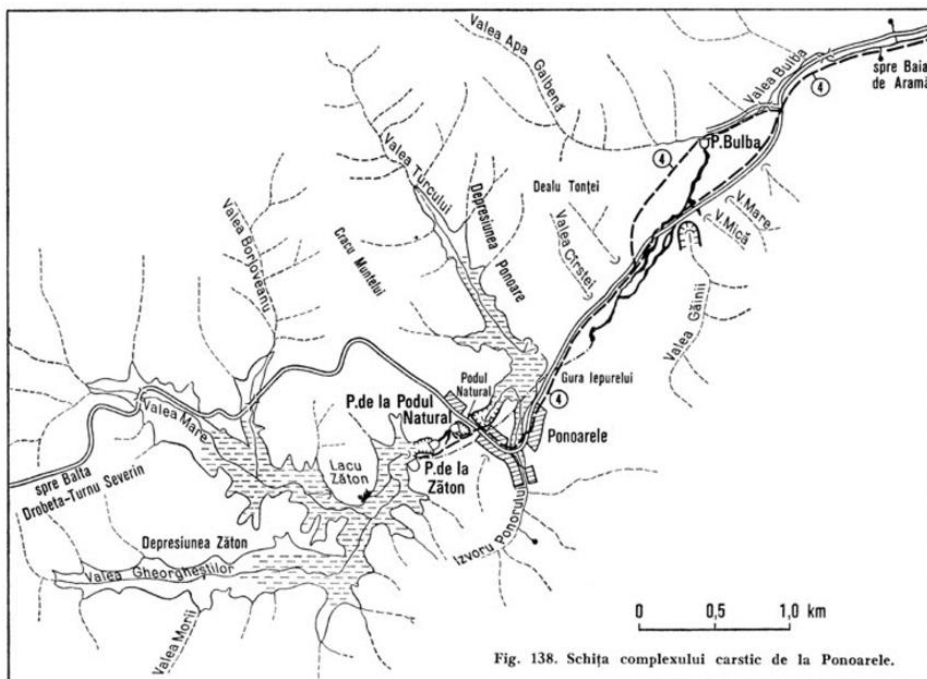 Valea Apa Galbenă
Valea Bulba
spre Baia
de Aramă
4
4
P. Bulba
Valea Turcului
Depresiunea Ponoare
Dealu Tonței
V. Mare
V. Mică
Valea Borjoveanu
Cracu Muntelui
Valea Cîrstei
Valea Găinii
Podul
Natural
Gura Iepurelui
4
P. de la Podul
Natural
Ponoarele
Valea Mare
Lacu
Zăton
P. de la
Zăton
spre Balta
Drobeta-Turnu Severin
Izvoru Ponorului
Depresiunea Zăton
Valea Gheorgheștilor
Valea Morii
0 0,5 1,0 km
Fig. 138. Schița complexului carstic de la Ponoarele.